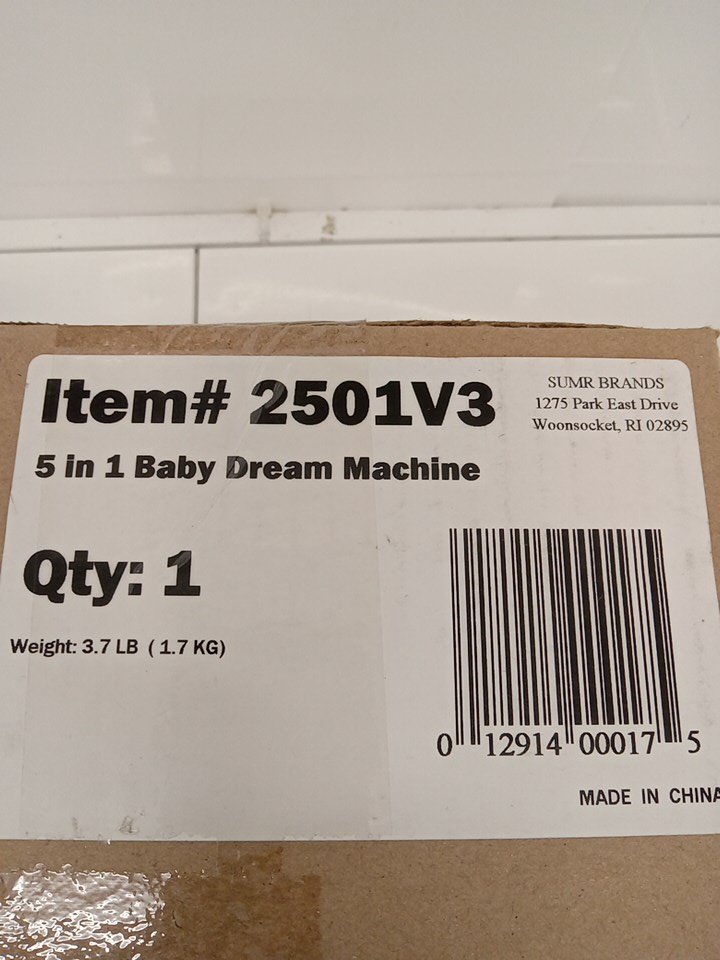 Item# 2501V3
SUMR BRANDS
1275 Park East Drive
Woonsocket, RI 02895
5 in 1 Baby Dream Machine
Qty: 1
Weight: 3.7 LB ( 1.7 KG)
0 12914 00017 5
MADE IN CHINA